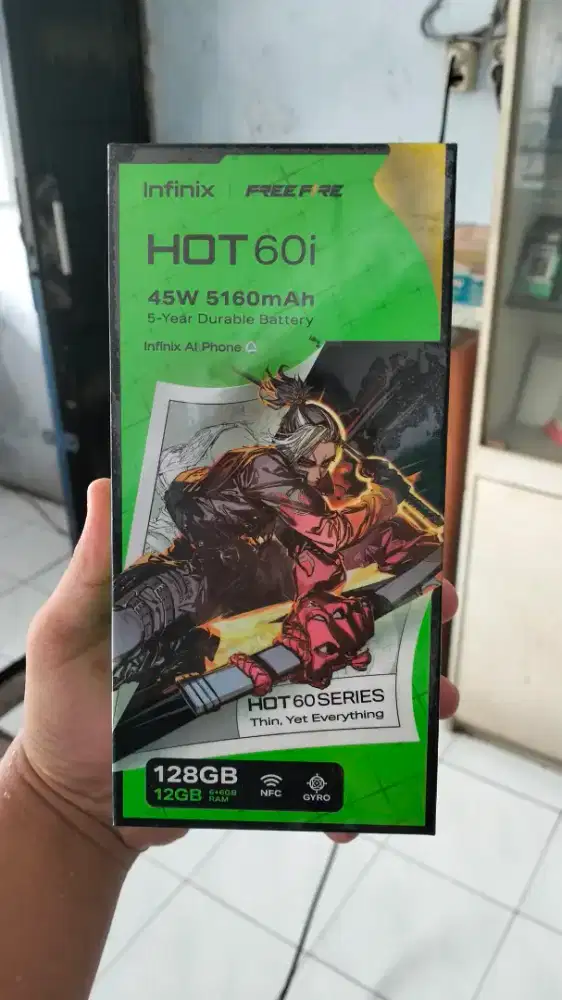 Infinix | FREE FIRE
HOT 60i
45W 5160mAh
5-Year Durable Battery
Infinix AI Phone
HOT 60 SERIES
Thin, Yet Everything
128GB
12GB 6+6GB RAM
NFC
GYRO